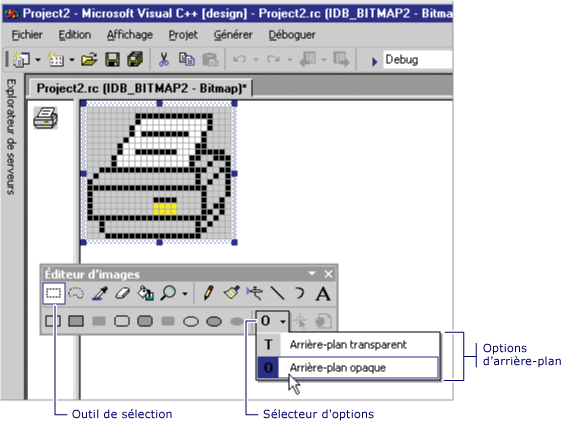 Project2 - Microsoft Visual C++ [design] - Project2.rc (IDB_BITMAP2 - Bitma
Fichier Edition Affichage Projet Générer Déboguer
Debug
Project2.rc (IDB_BITMAP2 - Bitmap)*
Explorateur de serveurs
Éditeur d'images
A
O
T Arrière-plan transparent
O Arrière-plan opaque
Options
d'arrière-plan
Outil de sélection
Sélecteur d'options